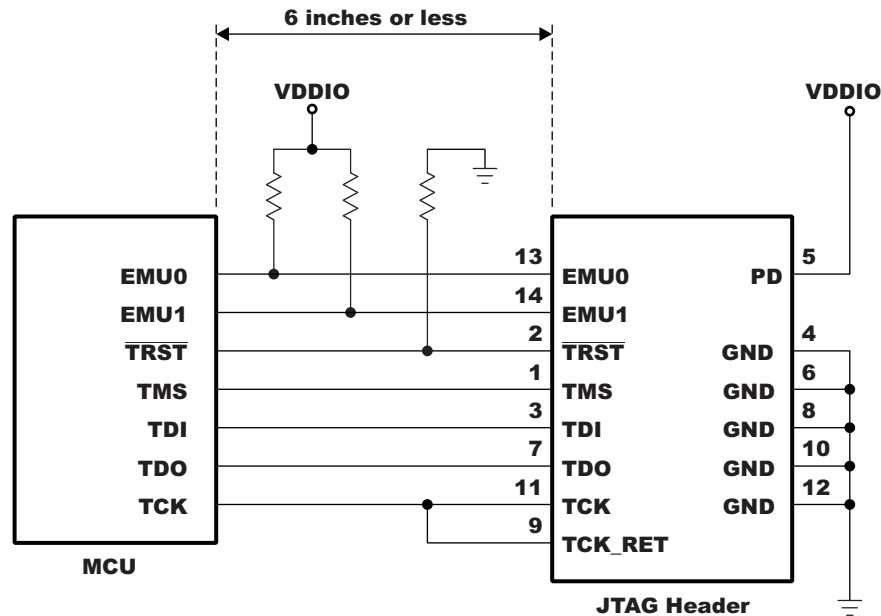 6 inches or less
VDDIO
VDDIO
13
EMU0
EMU0
5
PD
14
EMU1
EMU1
2
TRST
TRST
4
GND
1
TMS
TMS
6
GND
3
TDI
TDI
8
GND
7
TDO
TDO
10
GND
11
TCK
TCK
12
GND
9
TCK_RET
MCU
JTAG Header